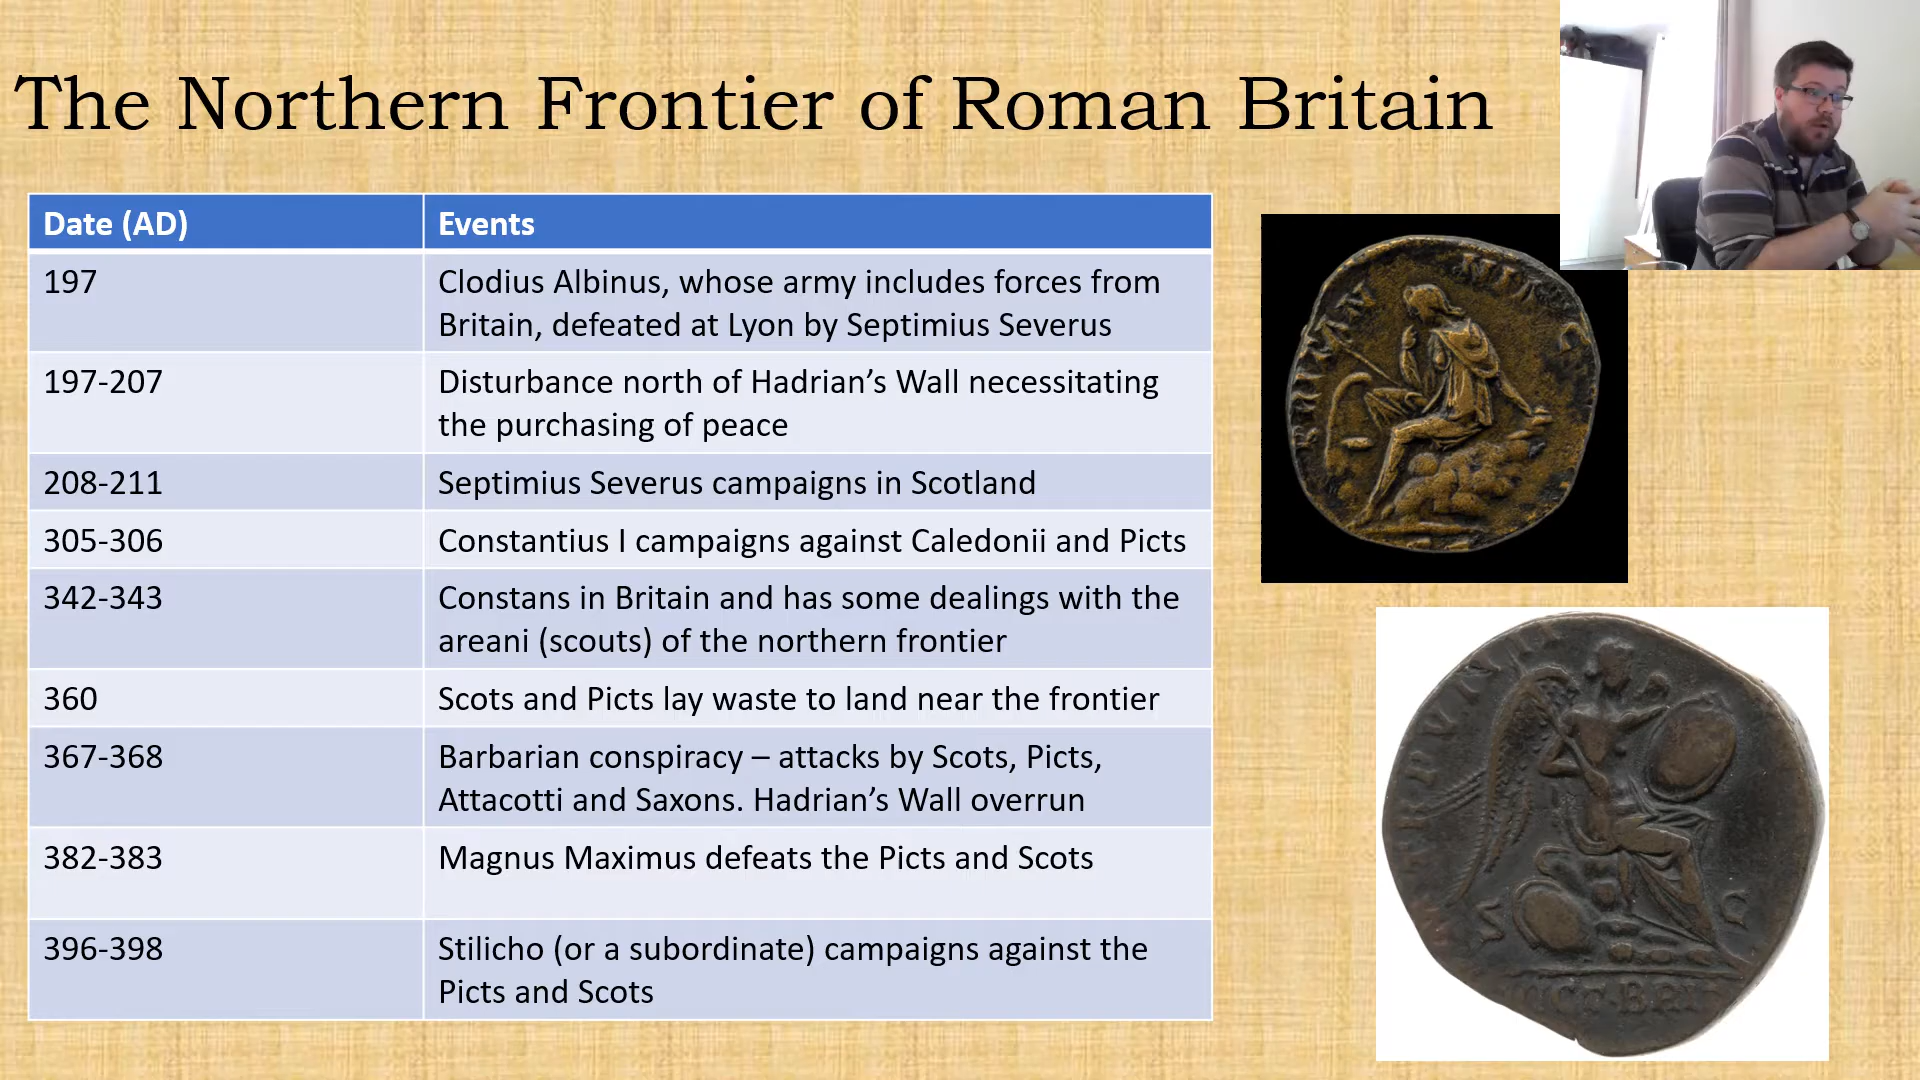 The Northern Frontier of Roman Britain
Date (AD)
Events
197
Clodius Albinus, whose army includes forces from
Britain, defeated at Lyon by Septimius Severus
197-207
Disturbance north of Hadrian’s Wall necessitating
the purchasing of peace
208-211
Septimius Severus campaigns in Scotland
305-306
Constantius I campaigns against Caledonii and Picts
342-343
Constans in Britain and has some dealings with the
areani (scouts) of the northern frontier
360
Scots and Picts lay waste to land near the frontier
367-368
Barbarian conspiracy – attacks by Scots, Picts,
Attacotti and Saxons. Hadrian’s Wall overrun
382-383
Magnus Maximus defeats the Picts and Scots
396-398
Stilicho (or a subordinate) campaigns against the
Picts and Scots